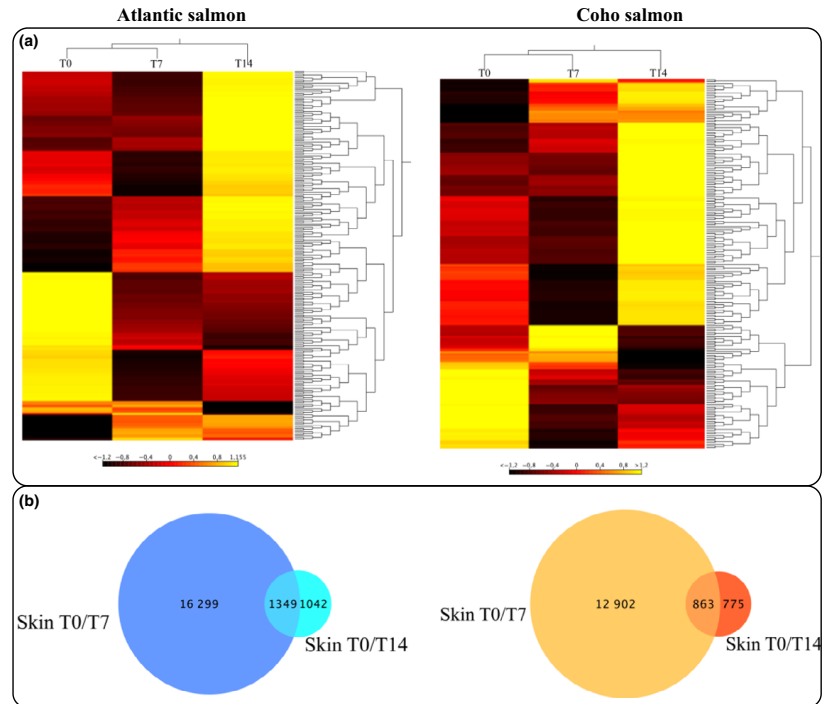 Atlantic salmon
Coho salmon
(a)
T0 T7 T14
T0 T7 T14
<−1.2 −0,8 −0,4 0 0,4 0,8 1.155
<−1.2 −0,8 −0,4 0 0,4 0,8 >1.2
(b)
16 299
1349
1042
Skin T0/T7
Skin T0/T14
12 902
863
775
Skin T0/T7
Skin T0/T14